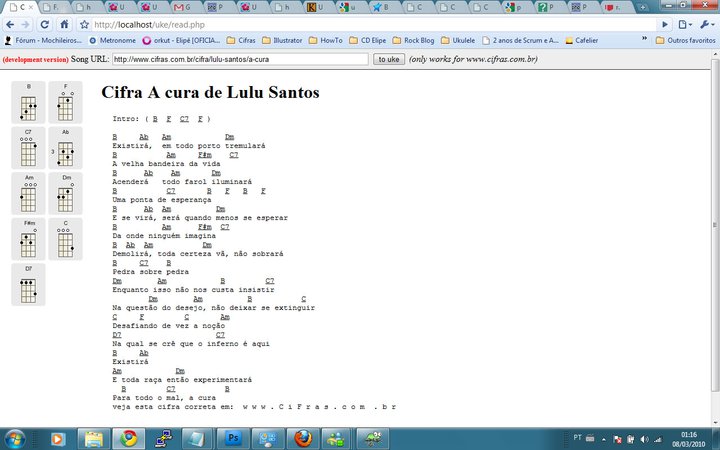 C
F.
h
U
U
G
P
h
K U
U
g u
B
C
C
C
g p
? P
P
r.
http://localhost/uke/read.php
Fórum - Mochileiros... Metronome orkut - Elipê [OFICIA... Cifras Illustrator HowTo CD Elipe Rock Blog Ukulele 2 anos de Scrum e A... Cafelier Outros favoritos
(development version) Song URL: http://www.cifras.com.br/cifra/lulu-santos/a-cura to uke (only works for www.cifras.com.br)
B F
C7 Ab
3
Am Dm
F#m C
D7
Cifra A cura de Lulu Santos
Intro: ( B F C7 F )
B Ab Am Dm
Existirá, em todo porto tremulará
B Am F#m C7
A velha bandeira da vida
B Ab Am Dm
Acenderá todo farol iluminará
B C7 B F B F
Uma ponta de esperança
B Ab Am Dm
E se virá, será quando menos se esperar
B Am F#m C7
Da onde ninguém imagina
B Ab Am Dm
Demolirá, toda certeza vã, não sobrará
B C7 B
Pedra sobre pedra
Dm Am B C7
Enquanto isso não nos custa insistir
Dm Am B C
Na questão do desejo, não deixar se extinguir
C F C Am
Desafiando de vez a noção
D7 C7
Na qual se crê que o inferno é aqui
B Ab
Existirá
Am Dm
E toda raça então experimentará
B C7 B
Para todo o mal, a cura
veja esta cifra correta em: w w w . C i F r a s . c o m . b r
Ps
PT
01:16
08/03/2010